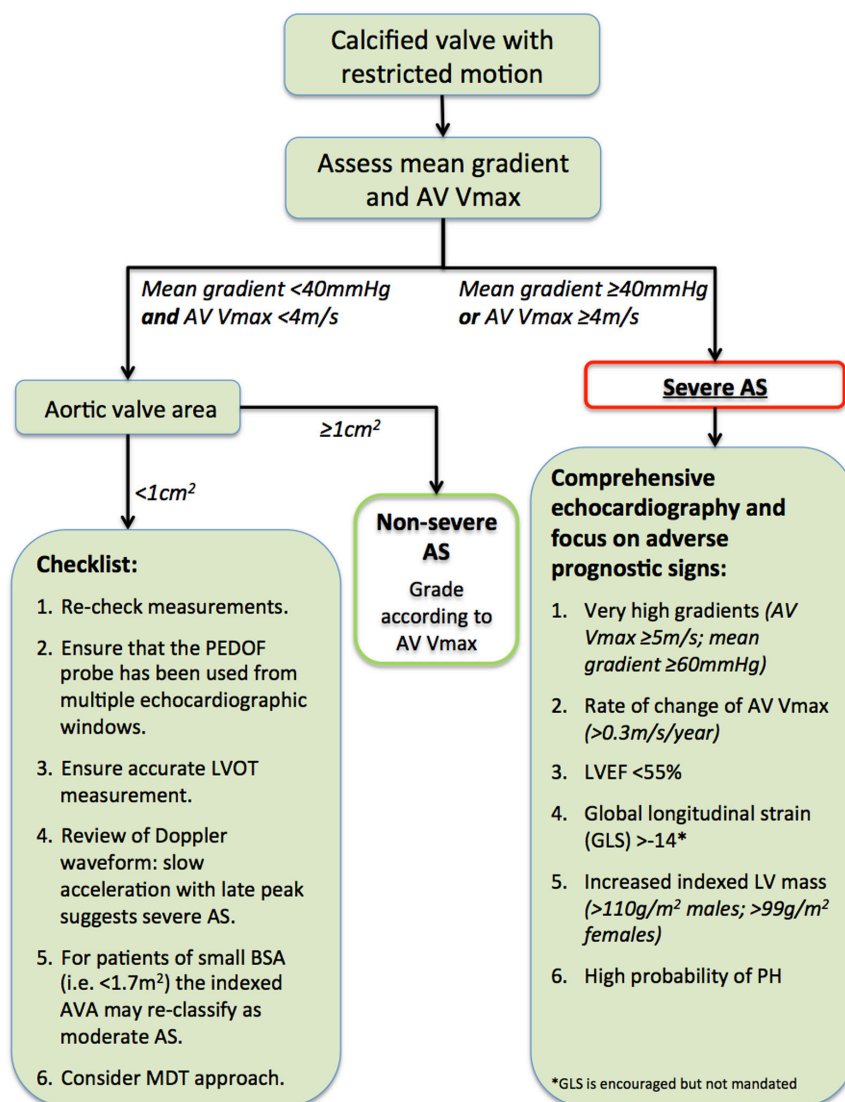 Calcified valve with
restricted motion
Assess mean gradient
and AV Vmax
Mean gradient <40mmHg
and AV Vmax <4m/s
Mean gradient ≥40mmHg
or AV Vmax ≥4m/s
Aortic valve area
≥1cm²
<1cm²
Severe AS
Non-severe
AS
Grade
according to
AV Vmax
Checklist:
1. Re-check measurements.
2. Ensure that the PEDOF
probe has been used from
multiple echocardiographic
windows.
3. Ensure accurate LVOT
measurement.
4. Review of Doppler
waveform: slow
acceleration with late peak
suggests severe AS.
5. For patients of small BSA
(i.e. <1.7m²) the indexed
AVA may re-classify as
moderate AS.
6. Consider MDT approach.
Comprehensive
echocardiography and
focus on adverse
prognostic signs:
1. Very high gradients (AV
Vmax ≥5m/s; mean
gradient ≥60mmHg)
2. Rate of change of AV Vmax
(>0.3m/s/year)
3. LVEF <55%
4. Global longitudinal strain
(GLS) >-14*
5. Increased indexed LV mass
(>110g/m² males; >99g/m²
females)
6. High probability of PH
*GLS is encouraged but not mandated